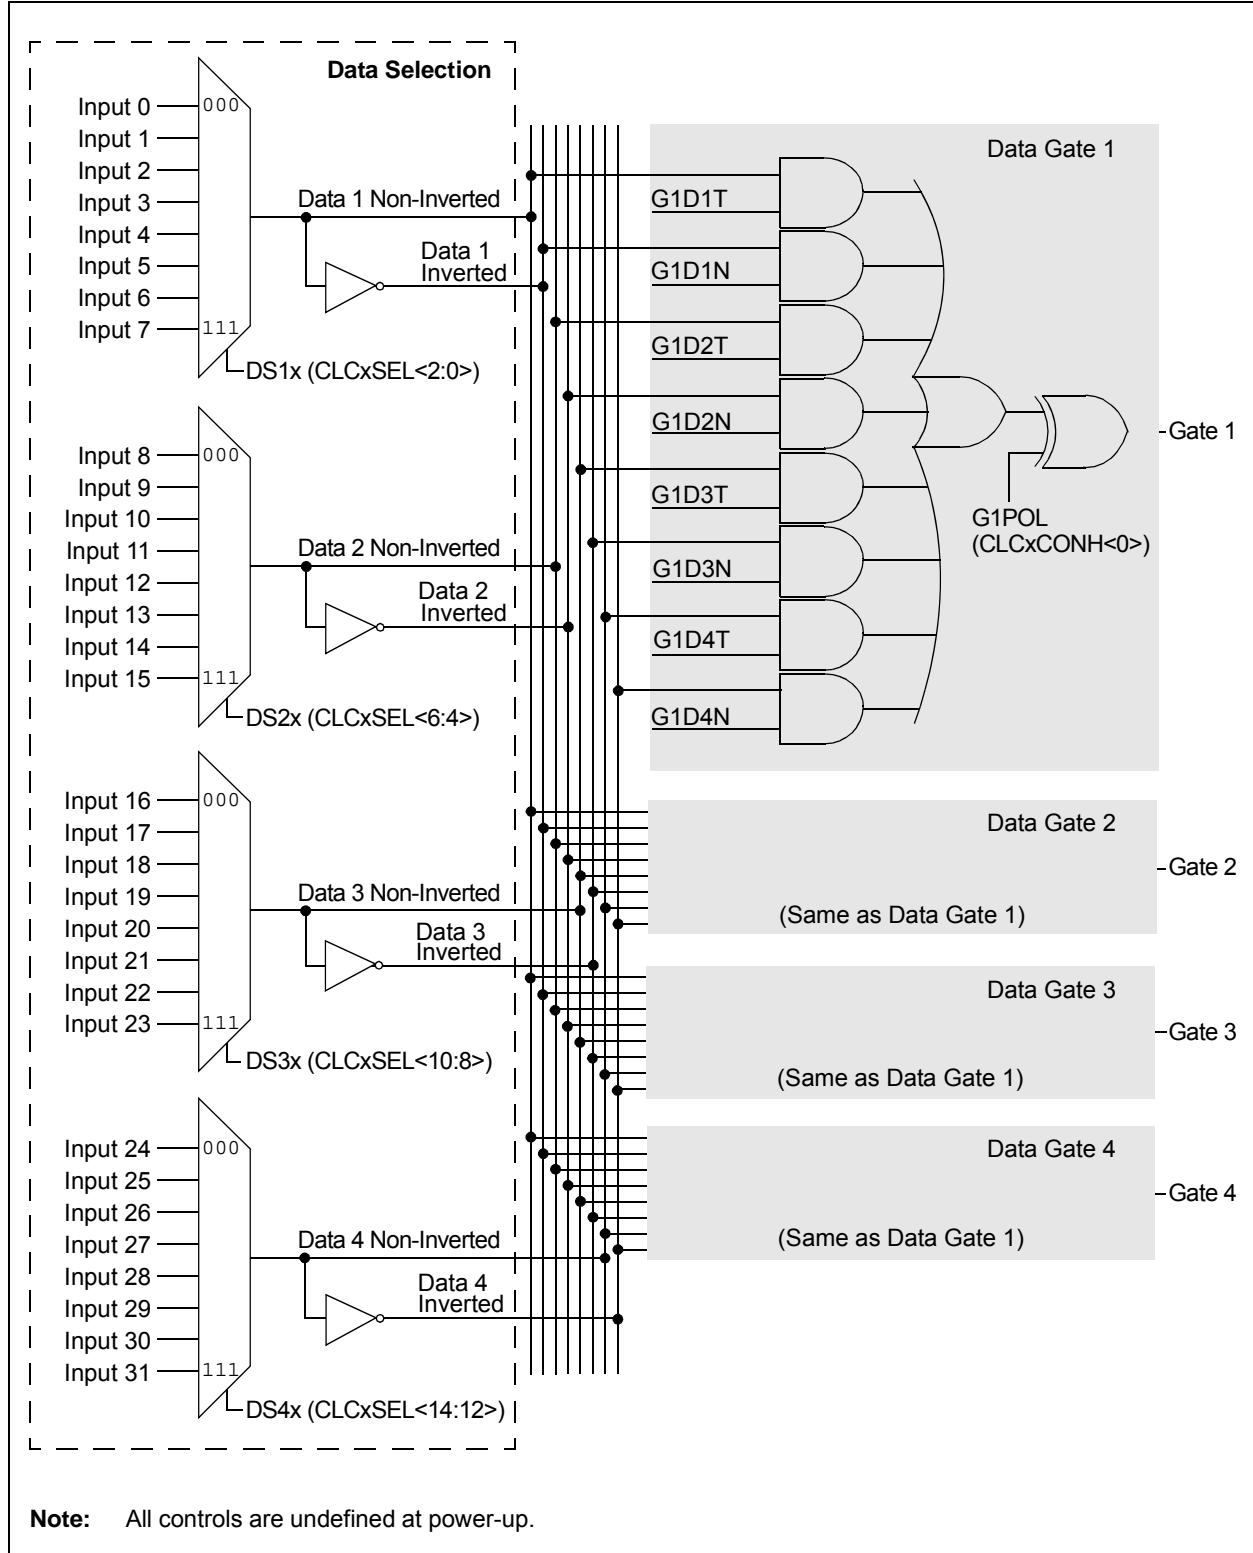 Data Selection
Input 0
Input 1
Input 2
Input 3
Input 4
Input 5
Input 6
Input 7
000
111
Data 1 Non-Inverted
Data 1
Inverted
DS1x (CLCxSEL<2:0>)
Input 8
Input 9
Input 10
Input 11
Input 12
Input 13
Input 14
Input 15
000
111
Data 2 Non-Inverted
Data 2
Inverted
DS2x (CLCxSEL<6:4>)
Input 16
Input 17
Input 18
Input 19
Input 20
Input 21
Input 22
Input 23
000
111
Data 3 Non-Inverted
Data 3
Inverted
DS3x (CLCxSEL<10:8>)
Input 24
Input 25
Input 26
Input 27
Input 28
Input 29
Input 30
Input 31
000
111
Data 4 Non-Inverted
Data 4
Inverted
DS4x (CLCxSEL<14:12>)
Data Gate 1
G1D1T
G1D1N
G1D2T
G1D2N
G1D3T
G1D3N
G1D4T
G1D4N
G1POL
(CLCxCONH<0>)
Gate 1
Data Gate 2
(Same as Data Gate 1)
Gate 2
Data Gate 3
(Same as Data Gate 1)
Gate 3
Data Gate 4
(Same as Data Gate 1)
Gate 4
Note: All controls are undefined at power-up.